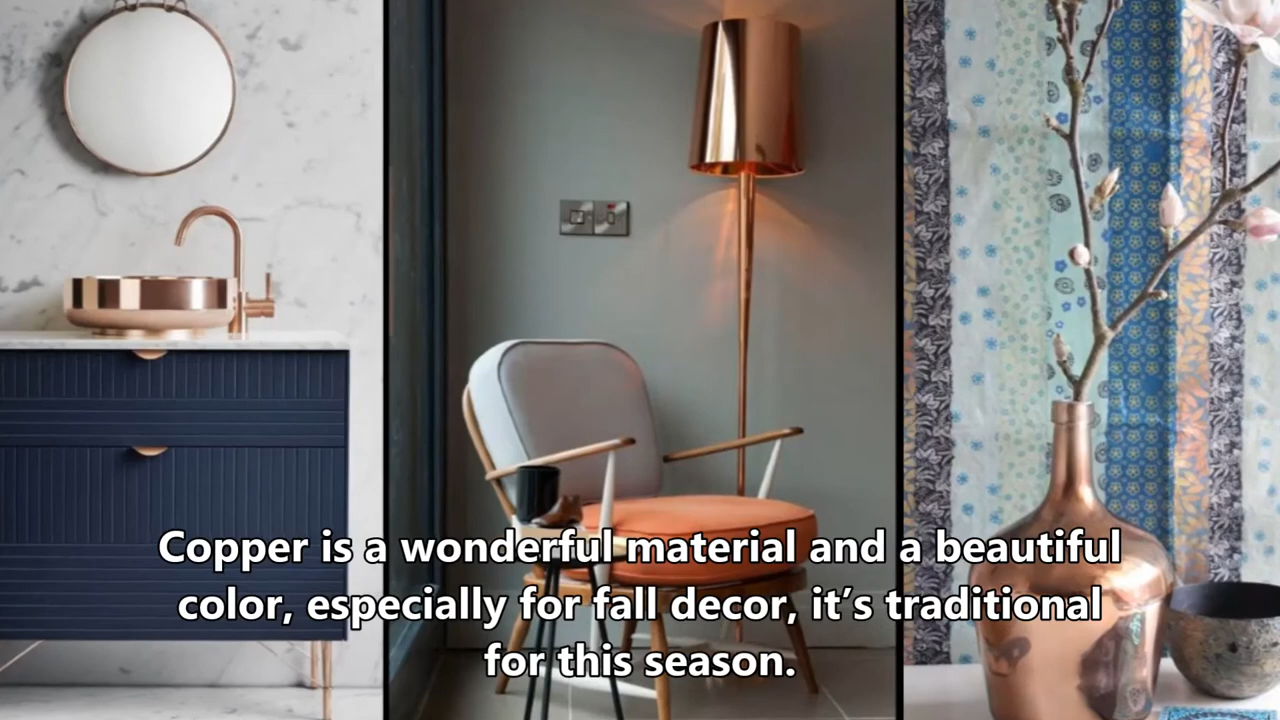 Copper is a wonderful material and a beautiful
color, especially for fall decor, it’s traditional
for this season.